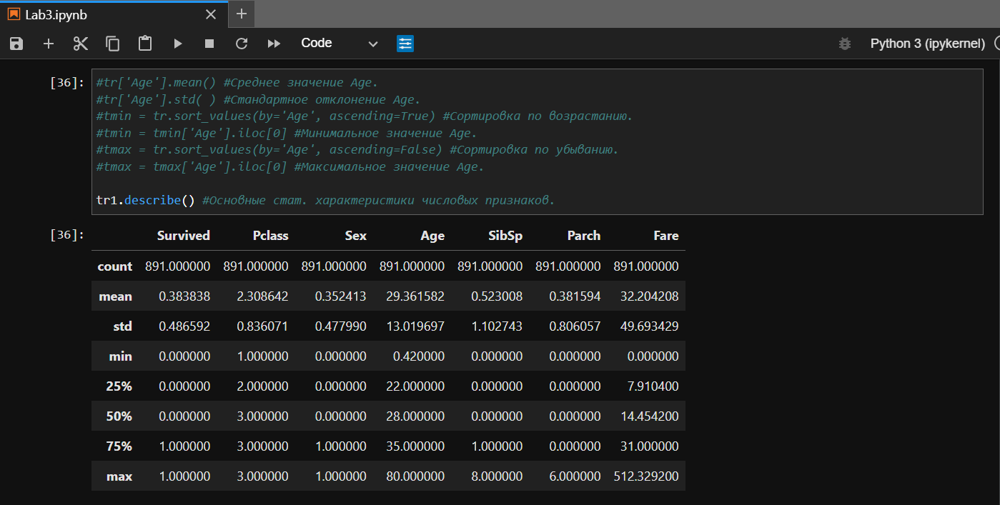 Lab3.ipynb
Code
Python 3 (ipykernel)
[36]:
#tr['Age'].mean() #Среднее значение Age.
#tr['Age'].std( ) #Стандартное отклонение Age.
#tmin = tr.sort_values(by='Age', ascending=True) #Сортировка по возрастанию.
#tmin = tmin['Age'].iloc[0] #Минимальное значение Age.
#tmax = tr.sort_values(by='Age', ascending=False) #Сортировка по убыванию.
#tmax = tmax['Age'].iloc[0] #Максимальное значение Age.
tr1.describe() #Основные стат. характеристики числовых признаков.
[36]:
Survived Pclass Sex Age SibSp Parch Fare
count 891.000000 891.000000 891.000000 891.000000 891.000000 891.000000 891.000000
mean 0.383838 2.308642 0.352413 29.361582 0.523008 0.381594 32.204208
std 0.486592 0.836071 0.477990 13.019697 1.102743 0.806057 49.693429
min 0.000000 1.000000 0.000000 0.420000 0.000000 0.000000 0.000000
25% 0.000000 2.000000 0.000000 22.000000 0.000000 0.000000 7.910400
50% 0.000000 3.000000 0.000000 28.000000 0.000000 0.000000 14.454200
75% 1.000000 3.000000 1.000000 35.000000 1.000000 0.000000 31.000000
max 1.000000 3.000000 1.000000 80.000000 8.000000 6.000000 512.329200